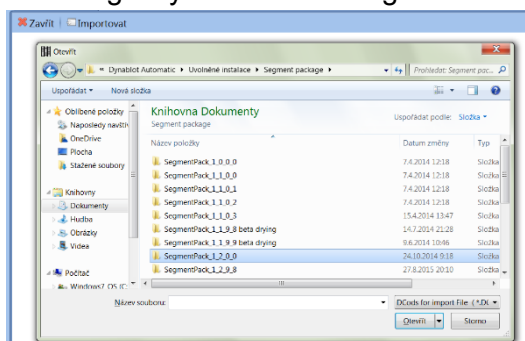 Zavřít Importovat
Otevřít
« Dynablot Automatic ▸ Uvolněné instalace ▸ Segment package ▸
Prohledat: Segment pac...
Uspořádat Nová složka
Oblíbené položky
Naposledy navštív
OneDrive
Plocha
Stažené soubory
Knihovny
Dokumenty
Hudba
Obrázky
Videa
Počítač
Windows7_OS (C:
Knihovna Dokumenty
Segment package
Uspořádat podle: Složka
Název položky Datum změny Typ
SegmentPack_1_0_0_0 7.4.2014 12:18 Složka
SegmentPack_1_1_0_0 7.4.2014 12:18 Složka
SegmentPack_1_1_0_1 7.4.2014 12:18 Složka
SegmentPack_1_1_0_2 7.4.2014 12:18 Složka
SegmentPack_1_1_0_3 15.4.2014 13:47 Složka
SegmentPack_1_1_9_8 beta drying 14.7.2014 21:28 Složka
SegmentPack_1_1_9_9 beta drying 9.6.2014 10:46 Složka
SegmentPack_1_2_0_0 24.10.2014 9:18 Složka
SegmentPack_1_2_9_8 27.8.2015 20:10 Složka
Název souboru:
DCods for import File (*.DC
Otevřít Storno